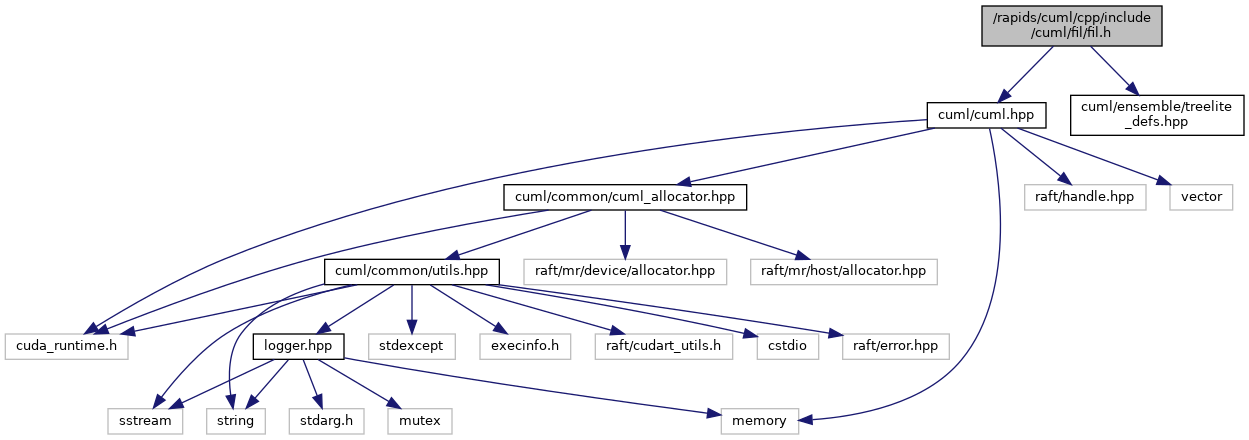 /rapids/cuml/cpp/include
/cuml/fil/fil.h
cuml/cuml.hpp
cuml/ensemble/treelite
_defs.hpp
cuml/common/cuml_allocator.hpp
raft/handle.hpp
vector
cuml/common/utils.hpp
raft/mr/device/allocator.hpp
raft/mr/host/allocator.hpp
cuda_runtime.h
logger.hpp
stdexcept
execinfo.h
raft/cudart_utils.h
cstdio
raft/error.hpp
sstream
string
stdarg.h
mutex
memory